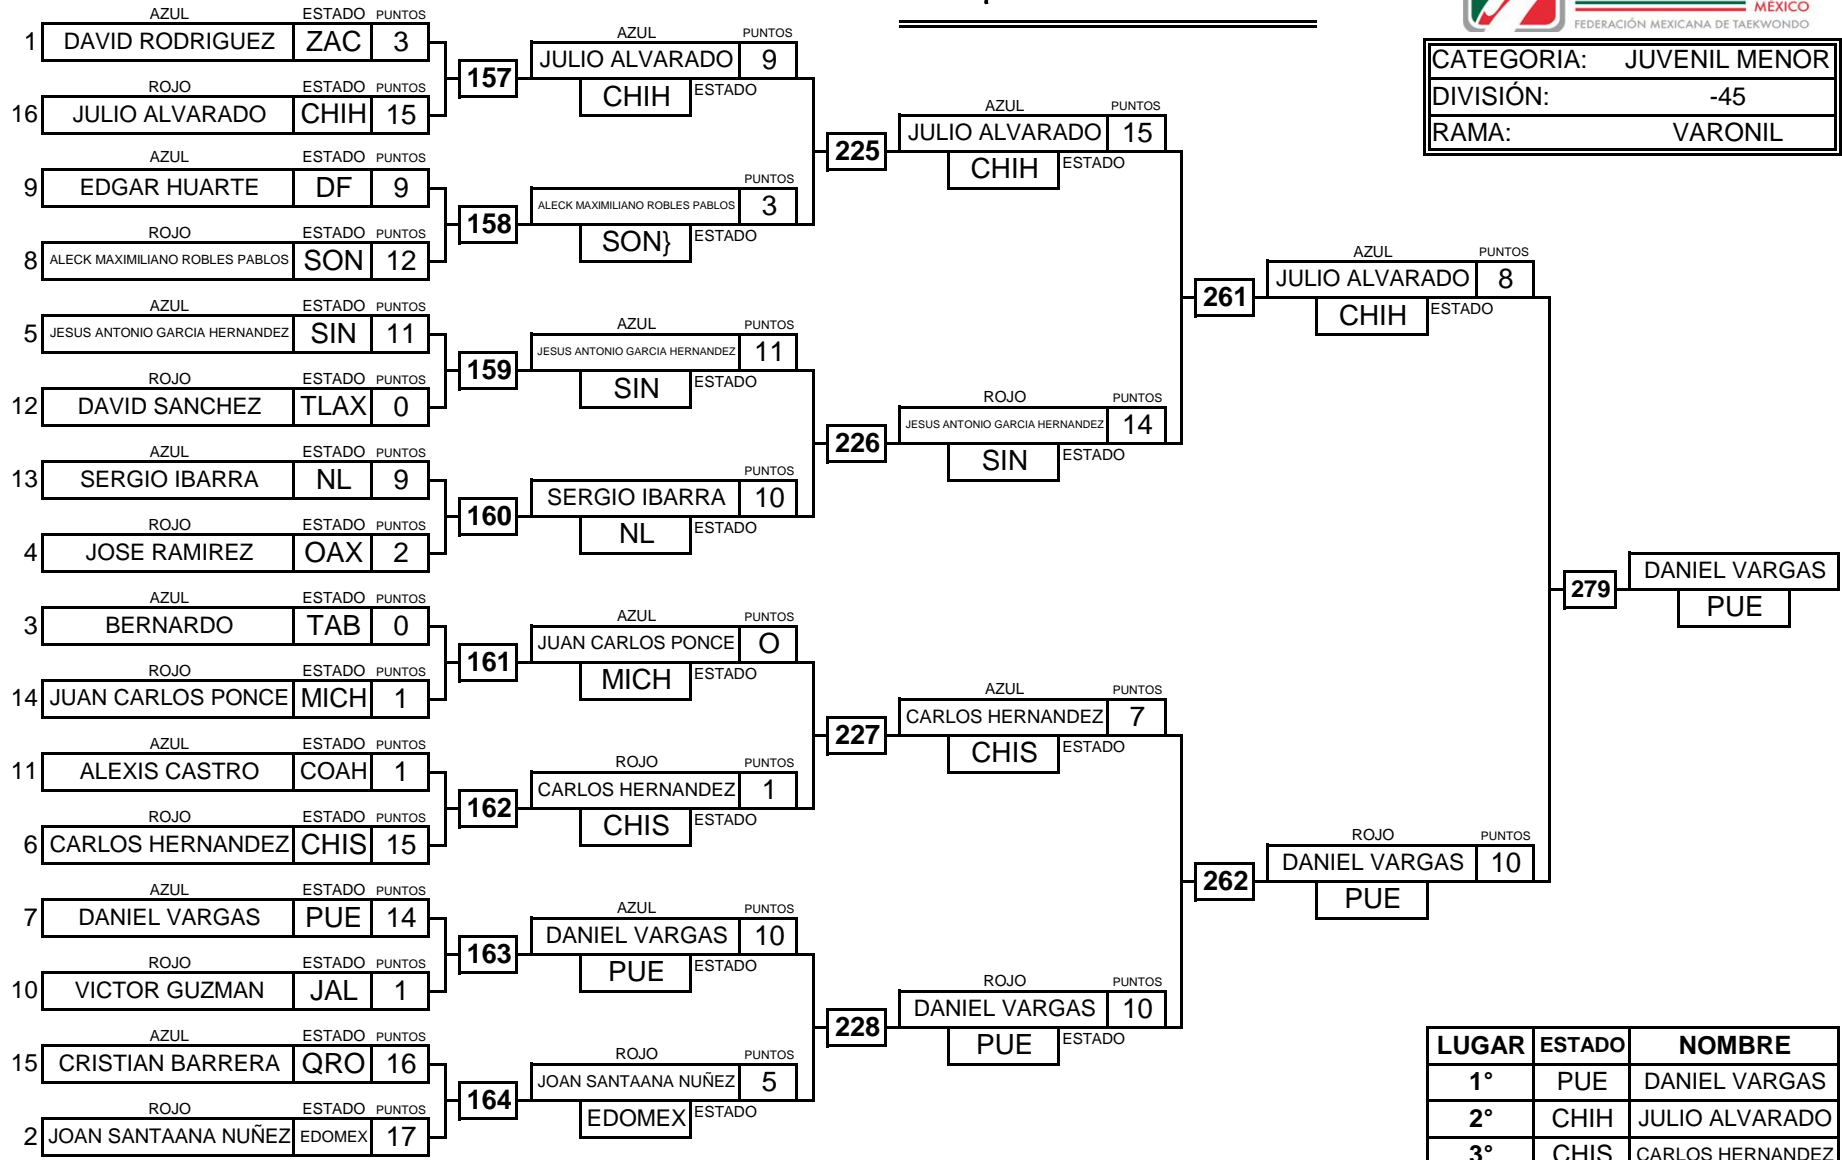 MÉXICO
FEDERACIÓN MEXICANA DE TAEKWONDO
CATEGORIA: JUVENIL MENOR
DIVISIÓN: -45
RAMA: VARONIL
AZUL ESTADO PUNTOS
1 DAVID RODRIGUEZ ZAC 3
157
ROJO ESTADO PUNTOS
16 JULIO ALVARADO CHIH 15
AZUL ESTADO PUNTOS
9 EDGAR HUARTE DF 9
158
ROJO ESTADO PUNTOS
8 ALECK MAXIMILIANO ROBLES PABLOS SON 12
AZUL ESTADO PUNTOS
5 JESUS ANTONIO GARCIA HERNANDEZ SIN 11
159
ROJO ESTADO PUNTOS
12 DAVID SANCHEZ TLAX 0
AZUL ESTADO PUNTOS
13 SERGIO IBARRA NL 9
160
ROJO ESTADO PUNTOS
4 JOSE RAMIREZ OAX 2
AZUL ESTADO PUNTOS
3 BERNARDO TAB 0
161
ROJO ESTADO PUNTOS
14 JUAN CARLOS PONCE MICH 1
AZUL ESTADO PUNTOS
11 ALEXIS CASTRO COAH 1
162
ROJO ESTADO PUNTOS
6 CARLOS HERNANDEZ CHIS 15
AZUL ESTADO PUNTOS
7 DANIEL VARGAS PUE 14
163
ROJO ESTADO PUNTOS
10 VICTOR GUZMAN JAL 1
AZUL ESTADO PUNTOS
15 CRISTIAN BARRERA QRO 16
164
ROJO ESTADO PUNTOS
2 JOAN SANTAANA NUÑEZ EDOMEX 17
AZUL PUNTOS
JULIO ALVARADO 9
CHIH ESTADO
225
PUNTOS
ALECK MAXIMILIANO ROBLES PABLOS 3
SON} ESTADO
AZUL PUNTOS
JESUS ANTONIO GARCIA HERNANDEZ 11
SIN ESTADO
226
PUNTOS
SERGIO IBARRA 10
NL ESTADO
AZUL PUNTOS
JUAN CARLOS PONCE O
MICH ESTADO
227
ROJO PUNTOS
CARLOS HERNANDEZ 1
CHIS ESTADO
AZUL PUNTOS
DANIEL VARGAS 10
PUE ESTADO
228
ROJO PUNTOS
JOAN SANTAANA NUÑEZ 5
EDOMEX ESTADO
AZUL PUNTOS
JULIO ALVARADO 15
CHIH ESTADO
261
ROJO PUNTOS
JESUS ANTONIO GARCIA HERNANDEZ 14
SIN ESTADO
AZUL PUNTOS
CARLOS HERNANDEZ 7
CHIS ESTADO
262
ROJO PUNTOS
DANIEL VARGAS 10
PUE ESTADO
AZUL PUNTOS
JULIO ALVARADO 8
CHIH ESTADO
279
ROJO PUNTOS
DANIEL VARGAS 10
PUE
DANIEL VARGAS
PUE
LUGAR ESTADO NOMBRE
1° PUE DANIEL VARGAS
2° CHIH JULIO ALVARADO
3° CHIS CARLOS HERNANDEZ